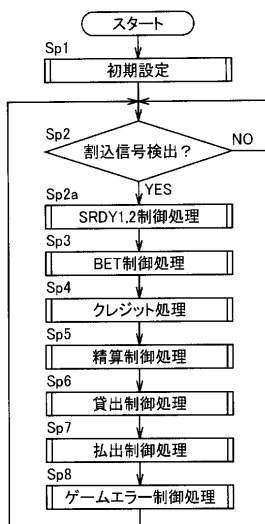 スタート
Sp1
初期設定
Sp2
割込信号検出?
NO
YES
Sp2a
SRDY1,2制御処理
Sp3
BET制御処理
Sp4
クレジット処理
Sp5
精算制御処理
Sp6
貸出制御処理
Sp7
払出制御処理
Sp8
ゲームエラー制御処理